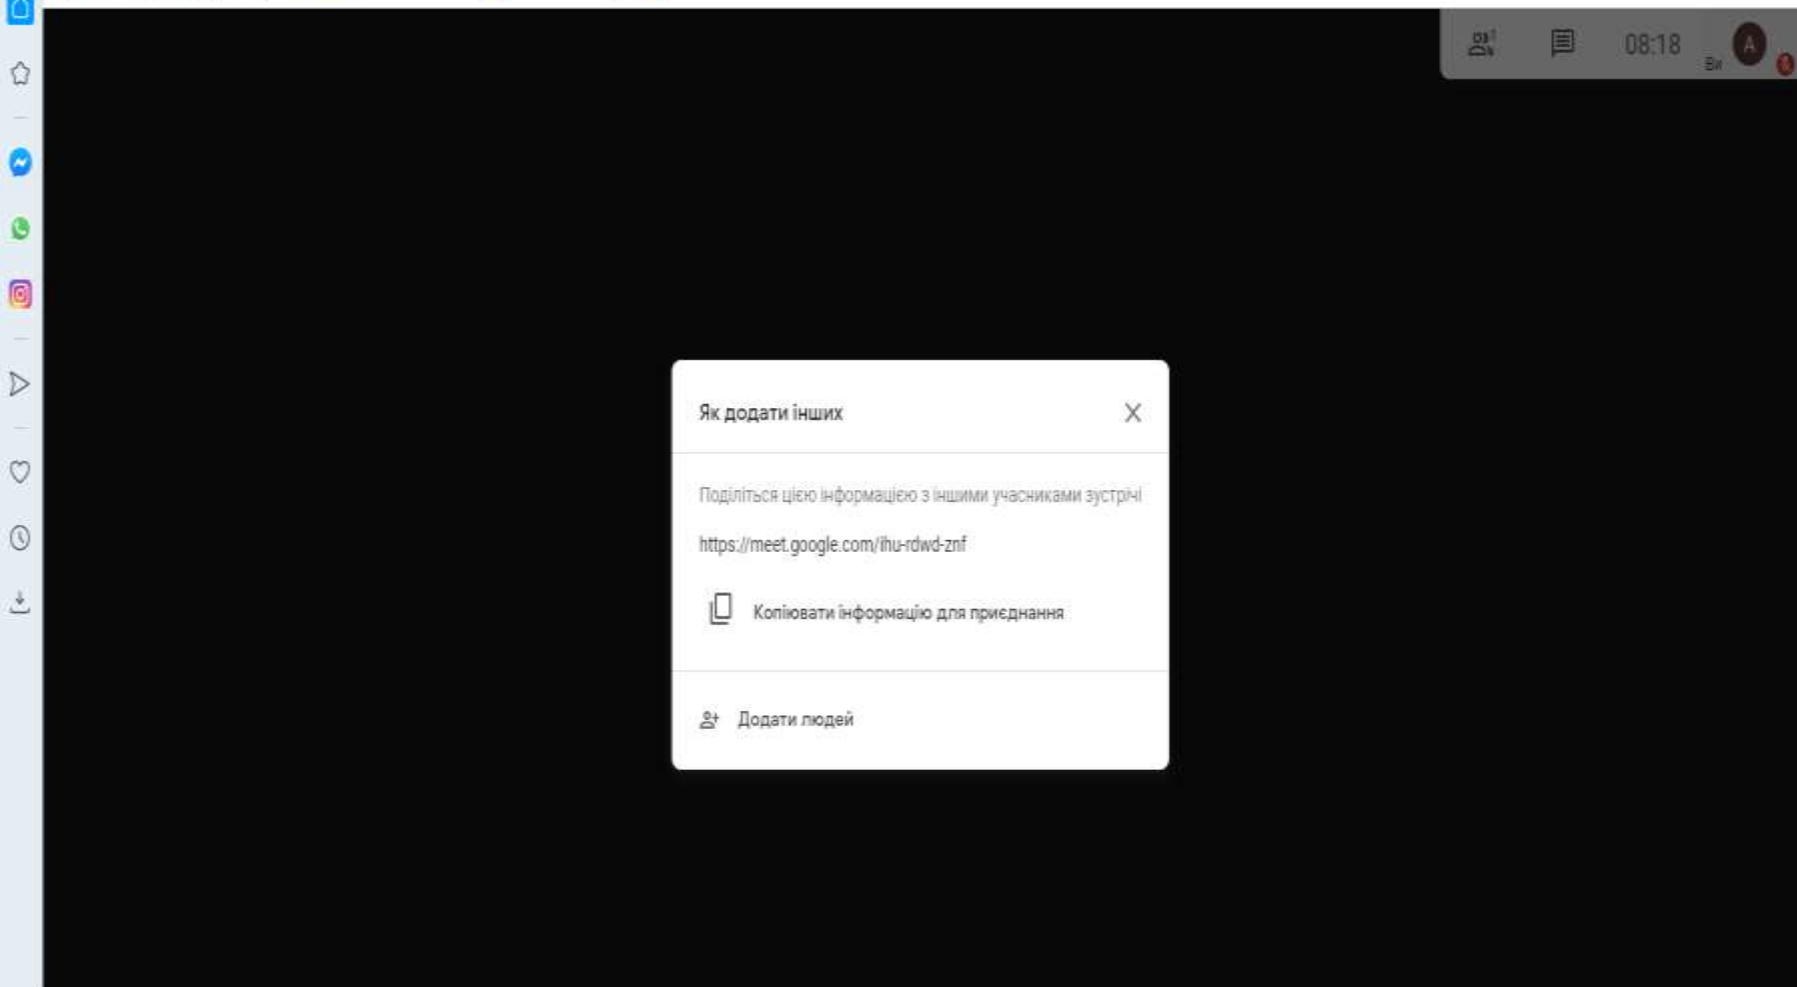 08:18
Ви
А
Як додати інших
Поділіться цією інформацією з іншими учасниками зустрічі
https://meet.google.com/ihu-rdwd-znf
Копіювати інформацію для приєднання
Додати людей